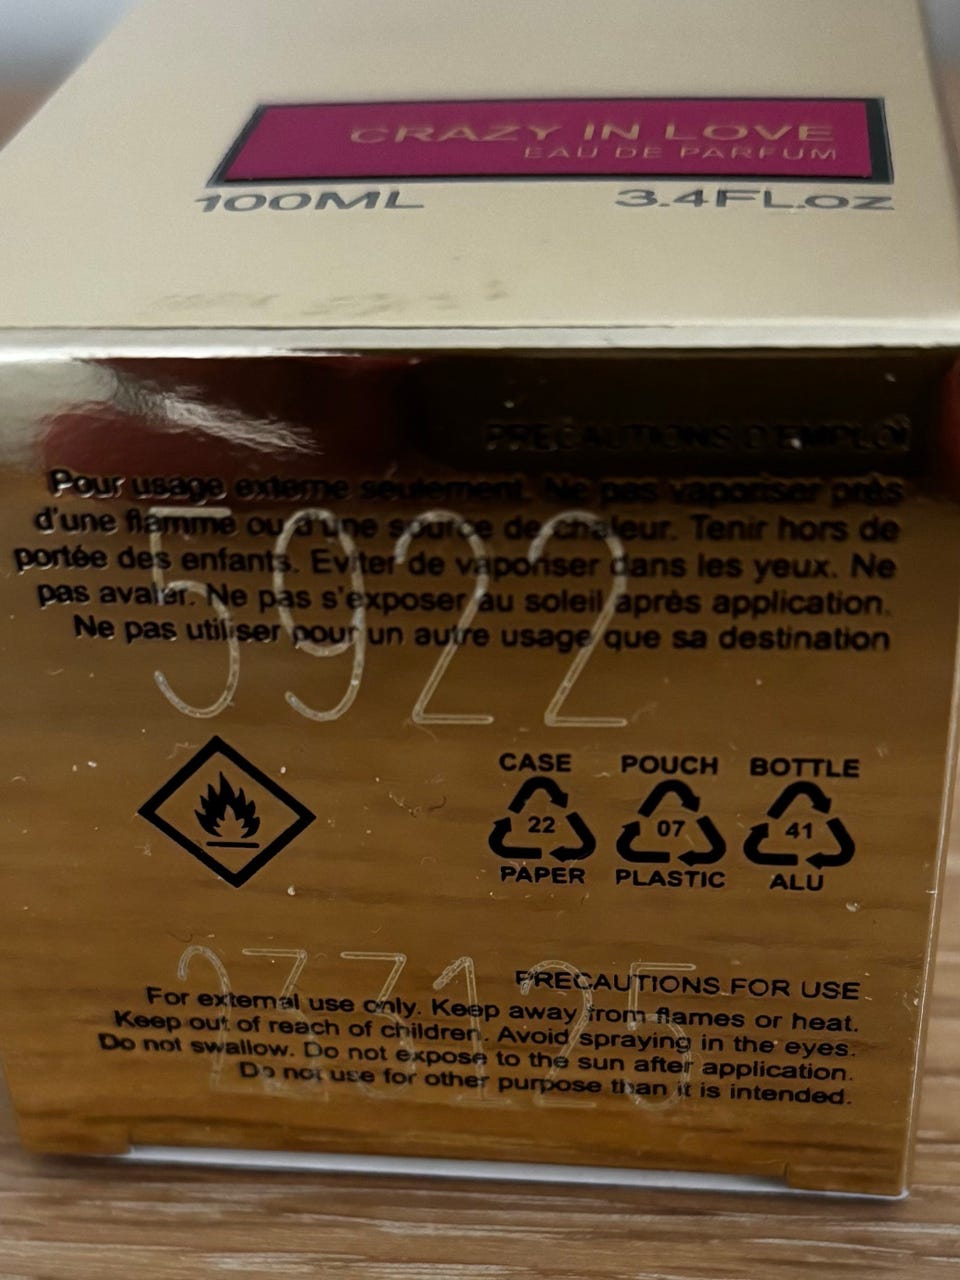 CRAZY IN LOVE
EAU DE PARFUM
100ML 3.4FL.OZ
PRECAUTIONS D'EMPLOI
Pour usage externe seulement. Ne pas vaporiser près
d'une flamme ou d'une source de chaleur. Tenir hors de
portée des enfants. Eviter de vaporiser dans les yeux. Ne
pas avaler. Ne pas s'exposer au soleil après application.
Ne pas utiliser pour un autre usage que sa destination
5922
CASE POUCH BOTTLE
22 07 41
PAPER PLASTIC ALU
PRECAUTIONS FOR USE
For external use only. Keep away from flames or heat.
Keep out of reach of children. Avoid spraying in the eyes.
Do not swallow. Do not expose to the sun after application.
Do not use for other purpose than it is intended.